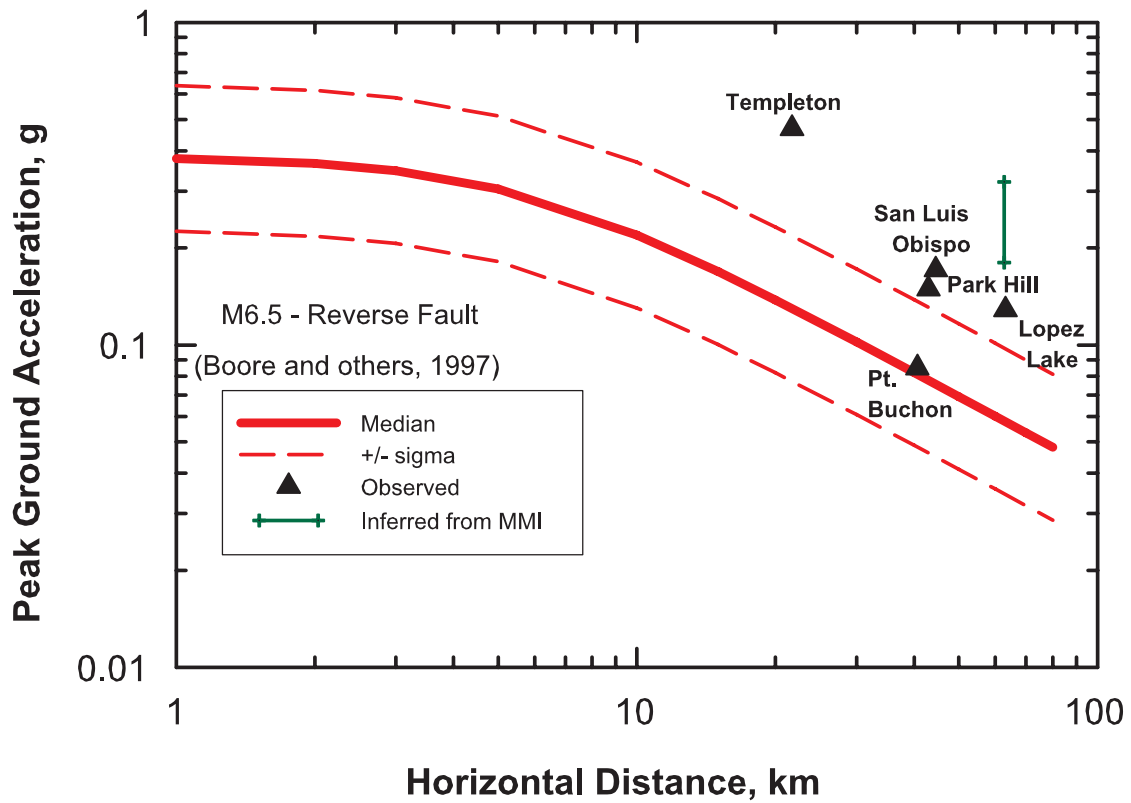 1
Templeton
San Luis
Obispo
Park Hill
Lopez
Lake
M6.5 - Reverse Fault
(Boore and others, 1997)
0.1
Pt.
Buchon
Median
+/- sigma
Observed
Inferred from MMI
0.01
1
10
100
Horizontal Distance, km
Peak Ground Acceleration, g